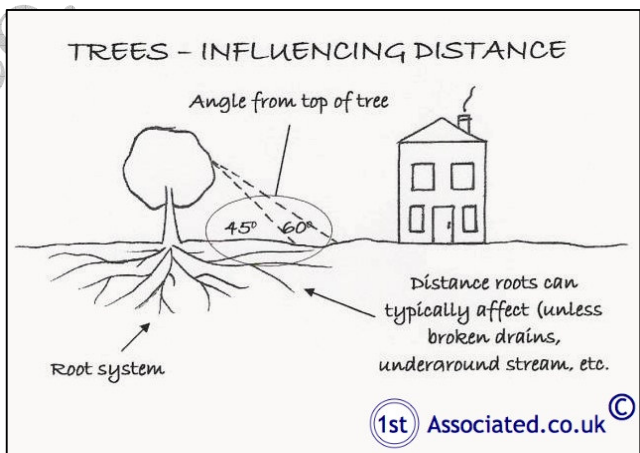 TREES – INFLUENCING DISTANCE
Angle from top of tree
45° 60°
Distance roots can
typically affect (unless
broken drains,
underground stream, etc.
Root system
1st Associated.co.uk ©